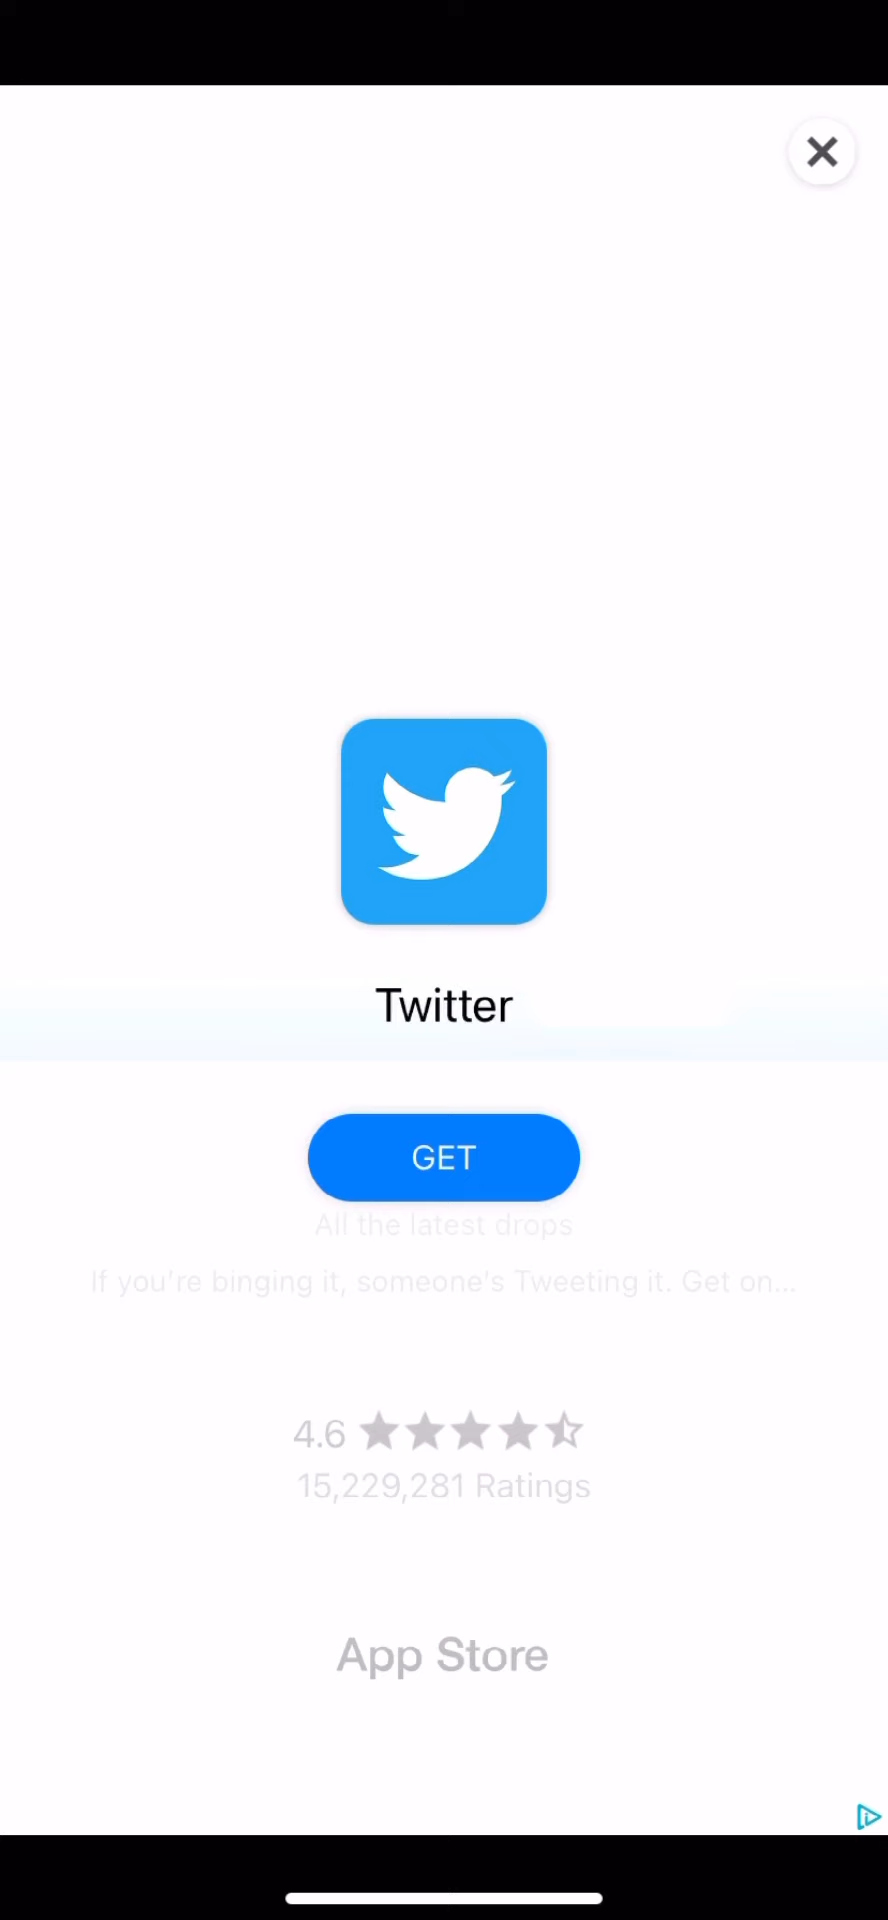 Twitter
GET
All the latest drops
If you're binging it, someone's Tweeting it. Get on...
4.6
15,229,281 Ratings
App Store